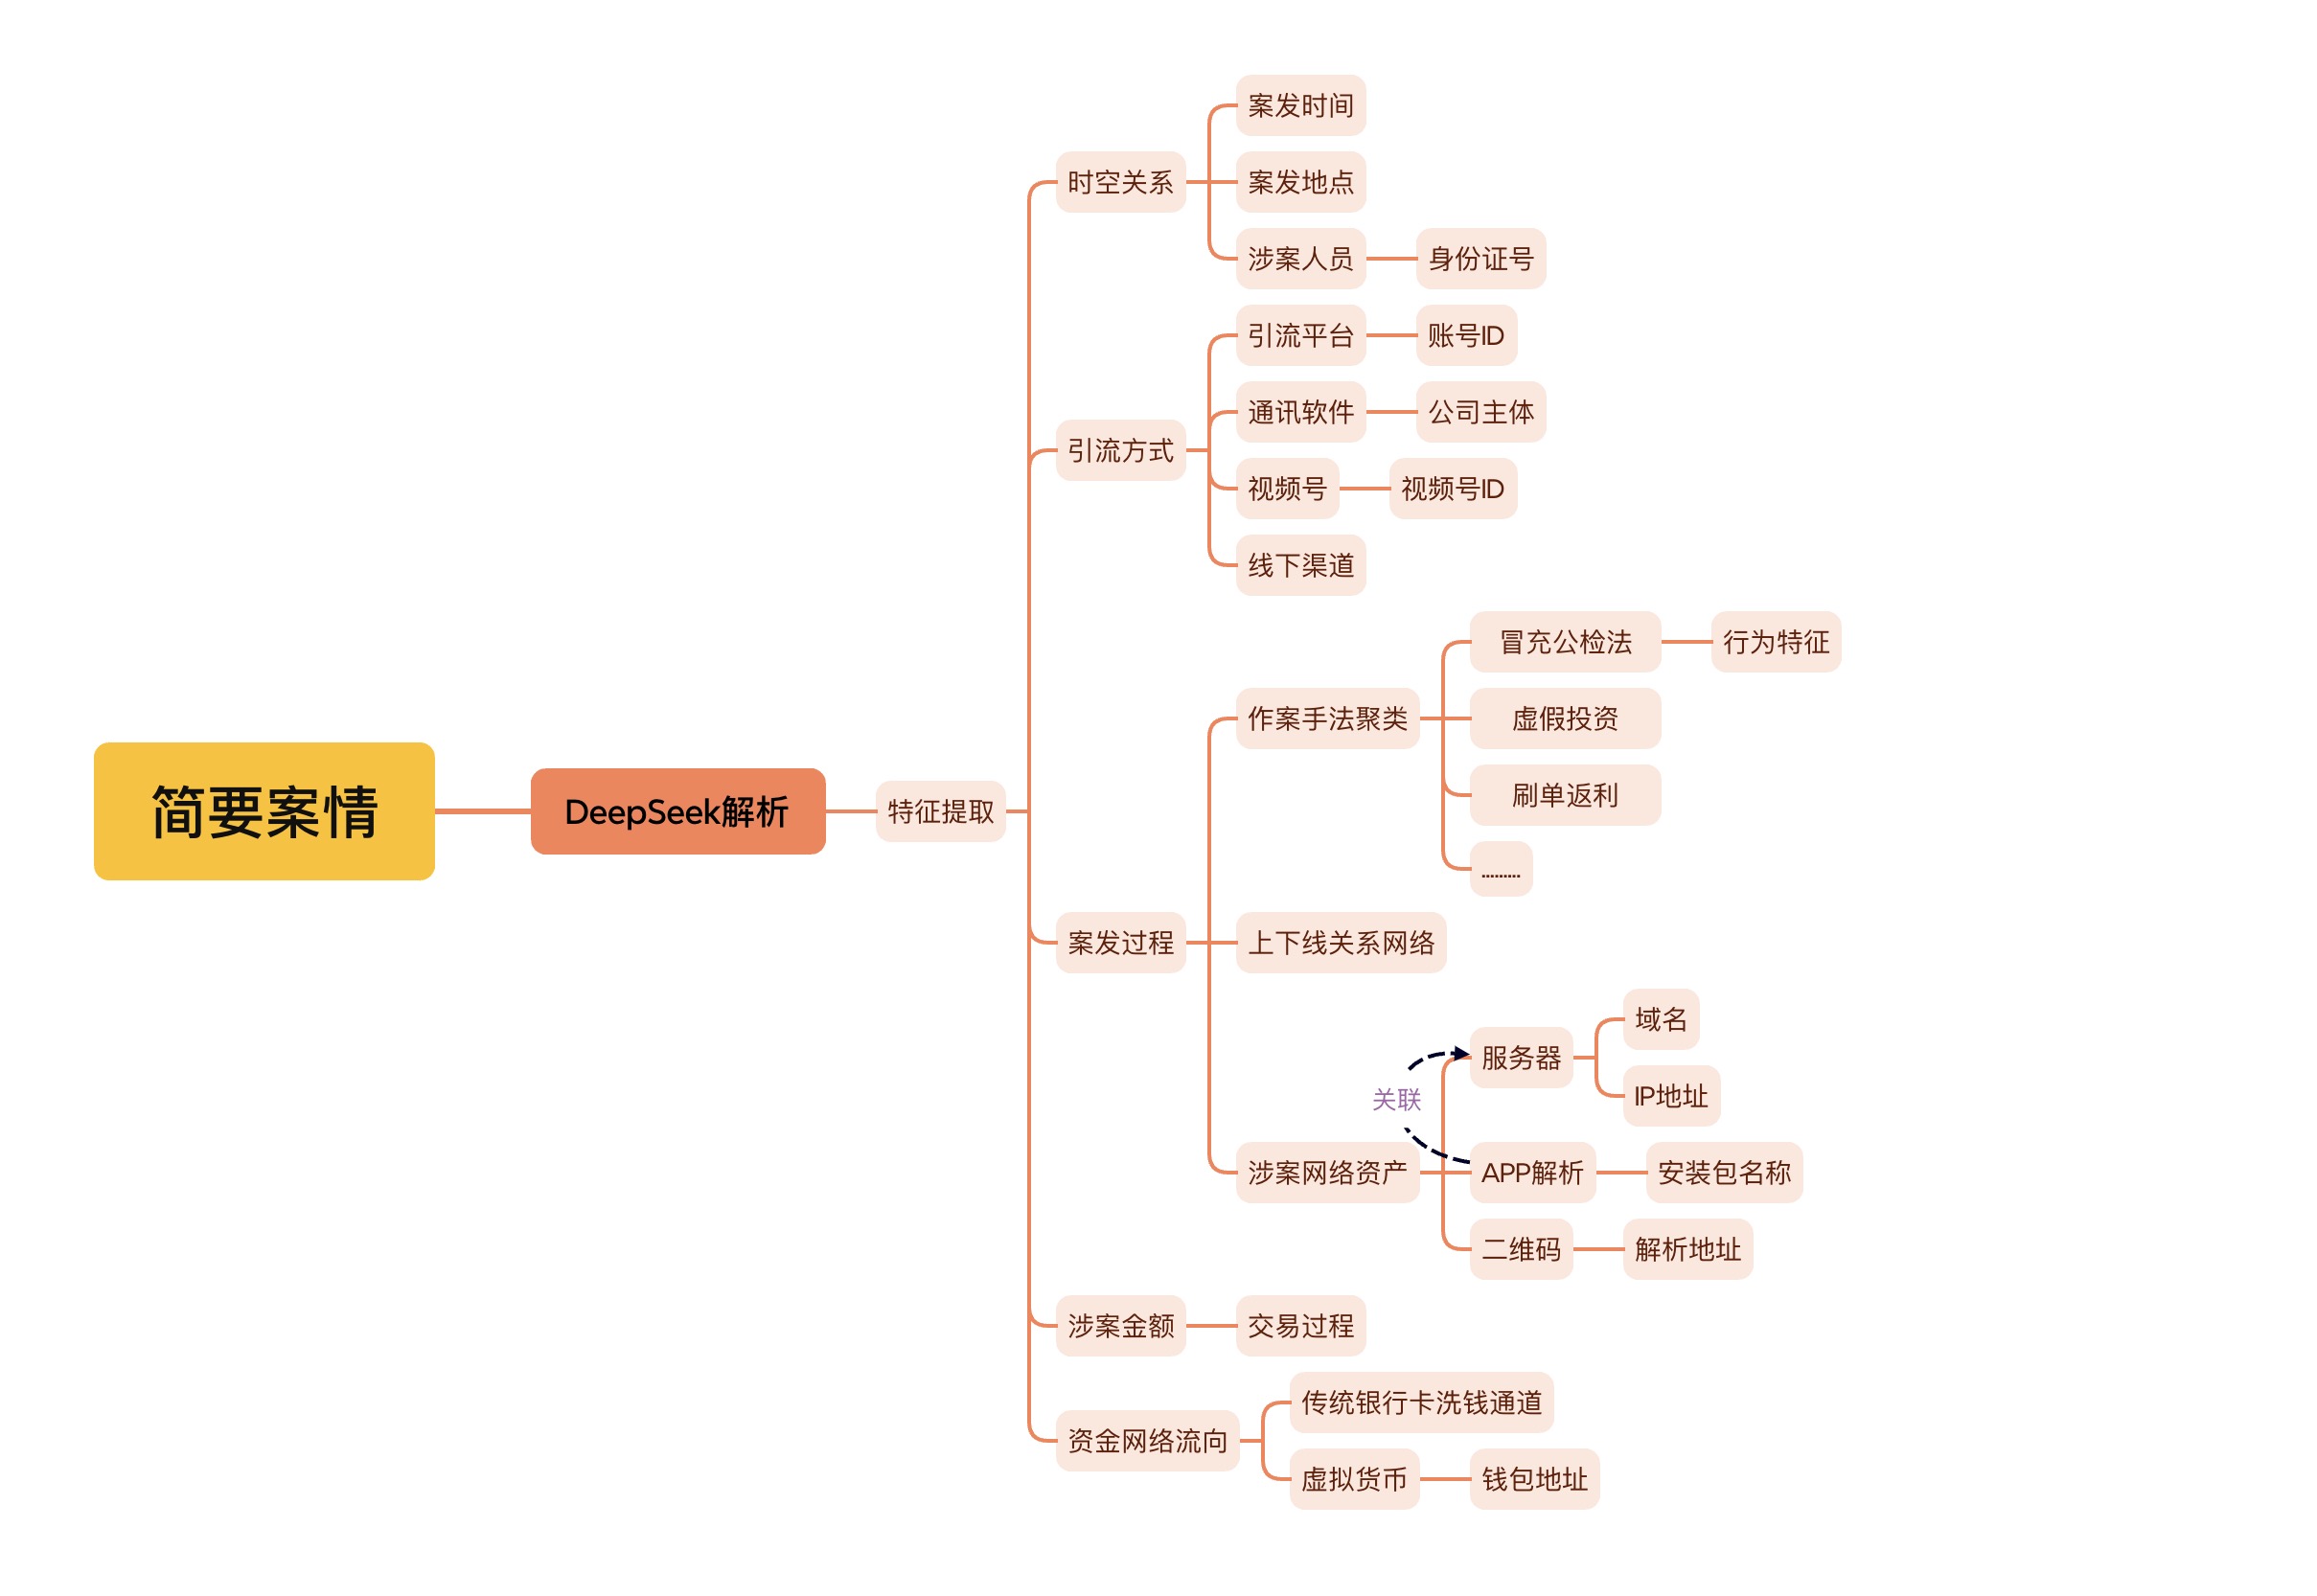 简要案情
DeepSeek解析
特征提取
时空关系
案发时间
案发地点
涉案人员
身份证号
引流方式
引流平台
账号ID
通讯软件
公司主体
视频号
视频号ID
线下渠道
案发过程
作案手法聚类
冒充公检法
行为特征
虚假投资
刷单返利
.........
上下线关系网络
涉案网络资产
服务器
域名
IP地址
关联
APP解析
安装包名称
二维码
解析地址
涉案金额
交易过程
资金网络流向
传统银行卡洗钱通道
虚拟货币
钱包地址